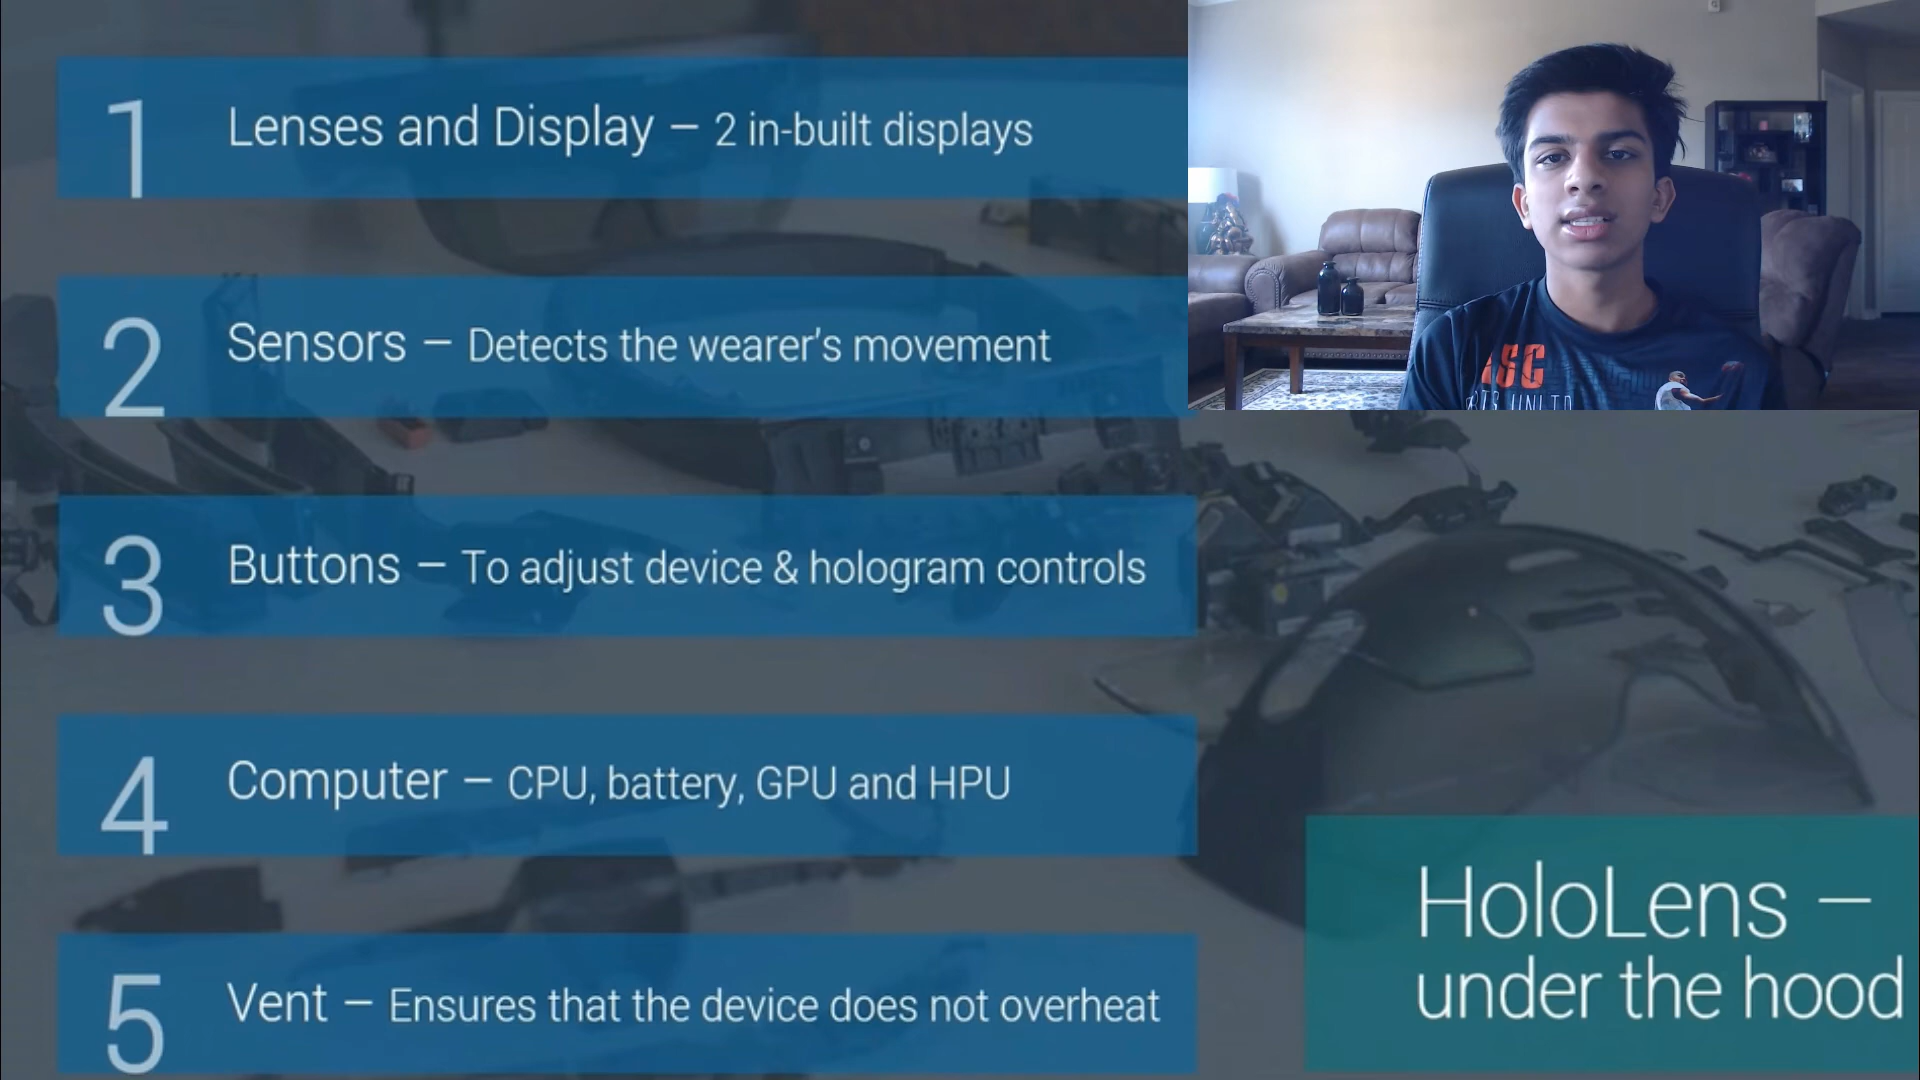 1 Lenses and Display – 2 in-built displays
2 Sensors – Detects the wearer's movement
3 Buttons – To adjust device & hologram controls
4 Computer – CPU, battery, GPU and HPU
5 Vent – Ensures that the device does not overheat
HoloLens –
under the hood